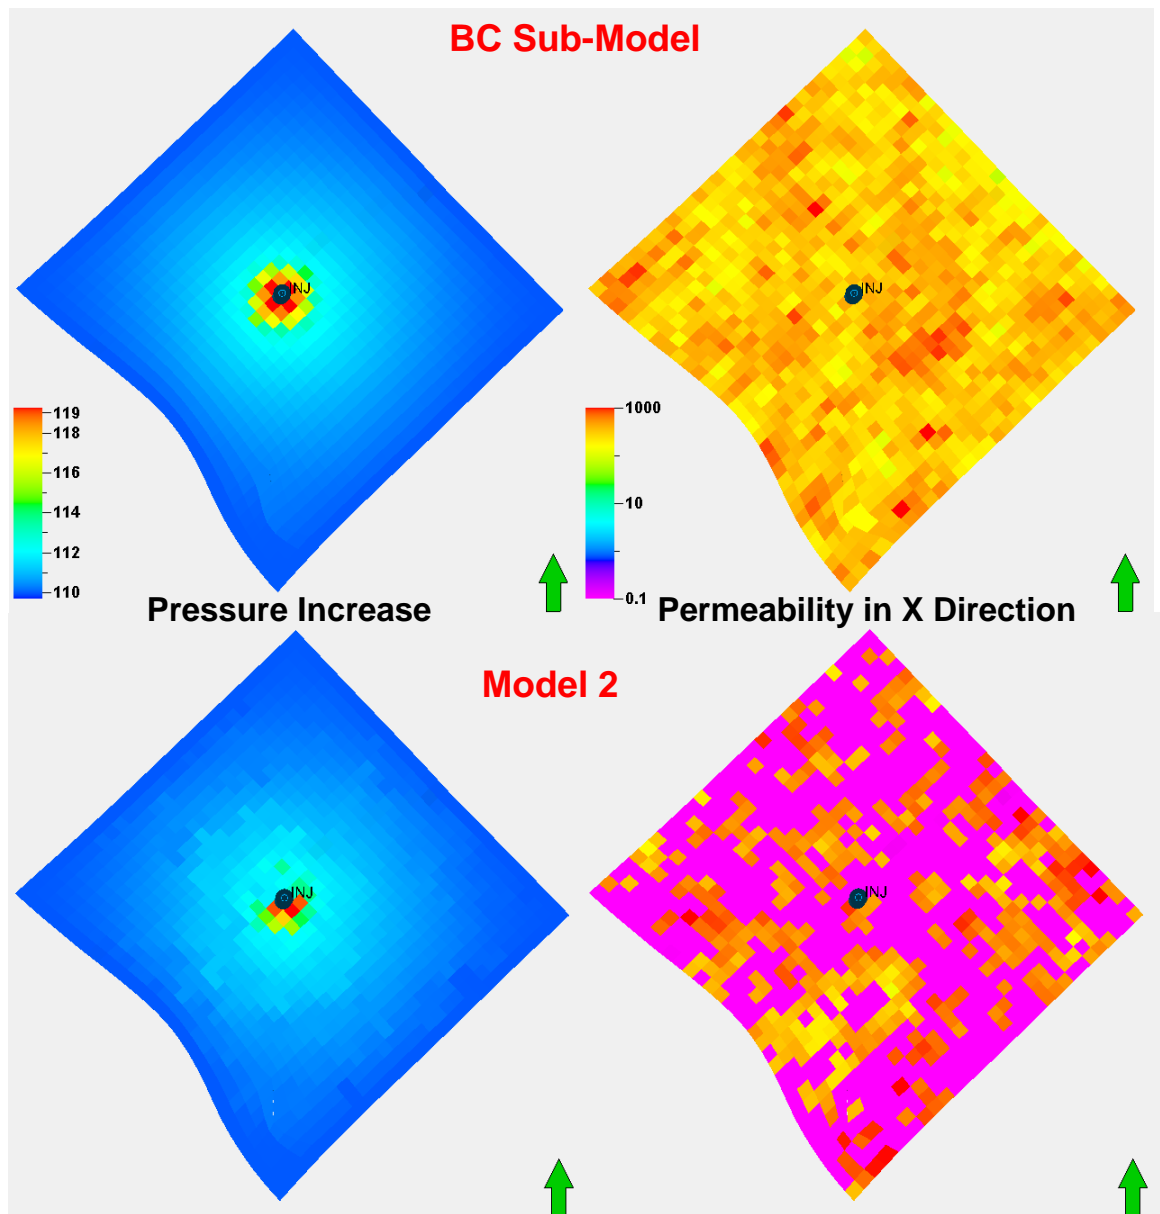 BC Sub-Model
INJ
INJ
119
118
116
114
112
110
1000
10
0.1
Pressure Increase
Permeability in X Direction
Model 2
INJ
INJ